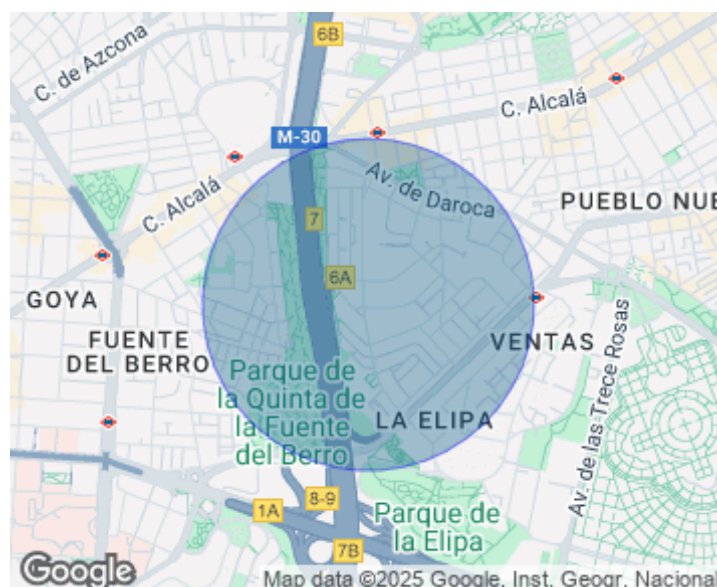 6B
C. de Azcona
C. Alcalá
M-30
Av. de Daroca
C. Alcalá
PUEBLO NUE
7
6A
GOYA
FUENTE
DEL BERRO
VENTAS
Av. de las Trece Rosas
Parque de
la Quinta de
la Fuente
del Berro
LA ELIPA
8-9
1A
Parque de
la Elipa
7B
Google
Map data ©2025 Google, Inst. Geogr. Nacional